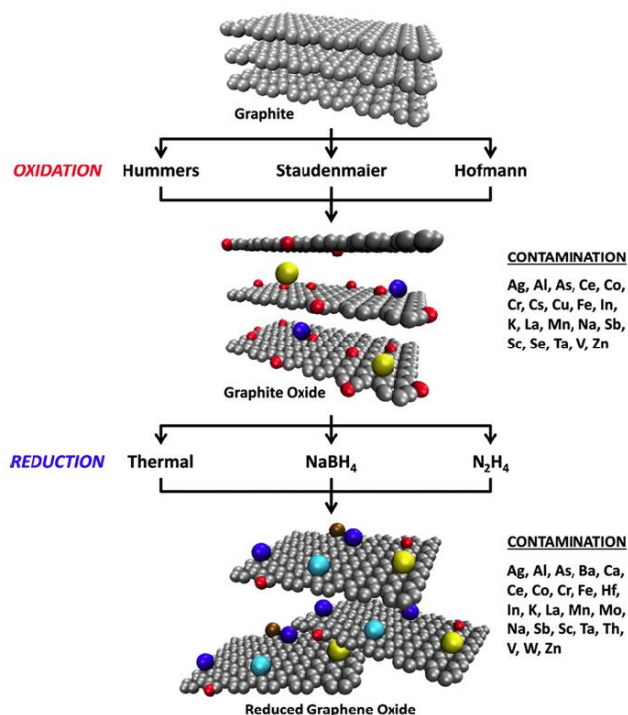 Graphite
OXIDATION Hummers Staudenmaier Hofmann
CONTAMINATION
Ag, Al, As, Ce, Co,
Cr, Cs, Cu, Fe, In,
K, La, Mn, Na, Sb,
Sc, Se, Ta, V, Zn
Graphite Oxide
REDUCTION Thermal NaBH₄ N₂H₄
CONTAMINATION
Ag, Al, As, Ba, Ca,
Ce, Co, Cr, Fe, Hf,
In, K, La, Mn, Mo,
Na, Sb, Sc, Ta, Th,
V, W, Zn
Reduced Graphene Oxide